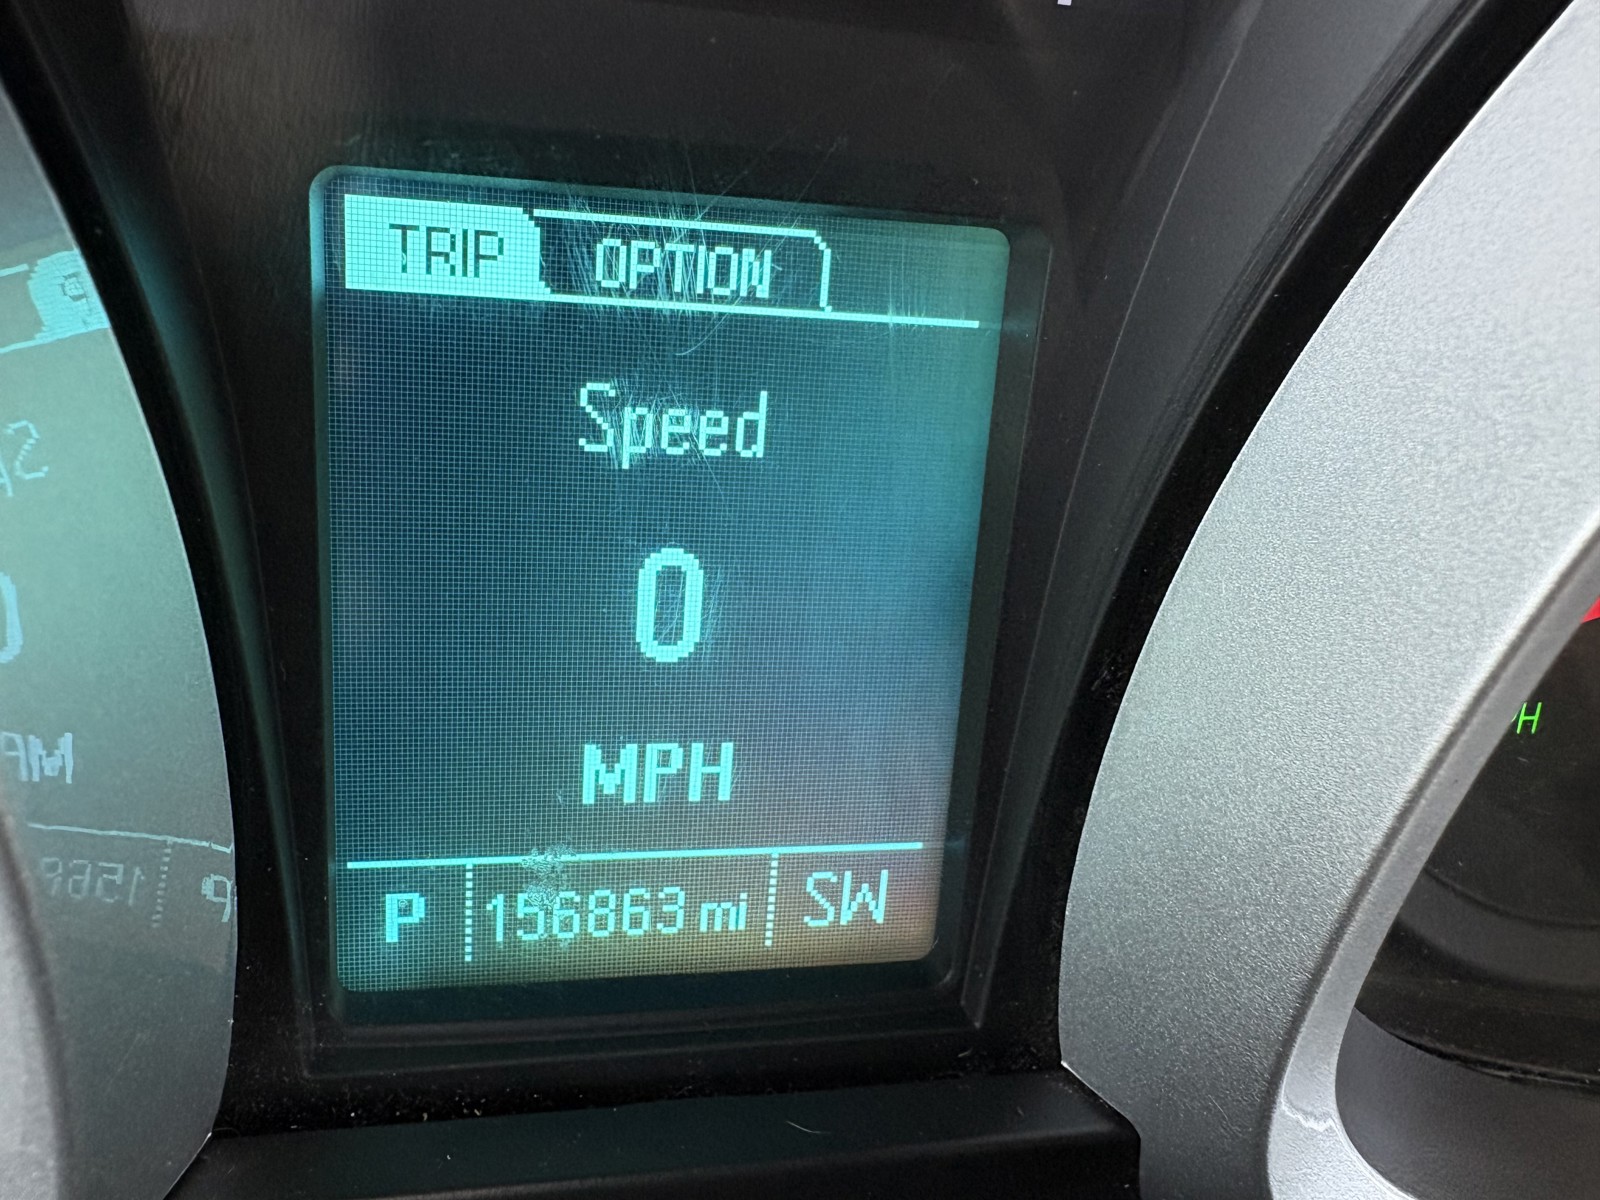 TRIP OPTION
Speed
0
MPH
P 156863 mi SW